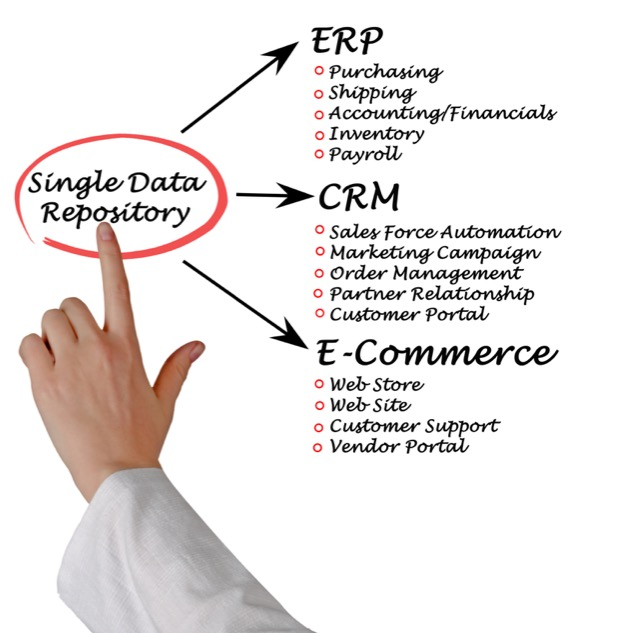 Single Data
Repository
ERP
Purchasing
Shipping
Accounting/Financials
Inventory
Payroll
CRM
Sales Force Automation
Marketing Campaign
Order Management
Partner Relationship
Customer Portal
E-Commerce
Web Store
Web Site
Customer Support
Vendor Portal